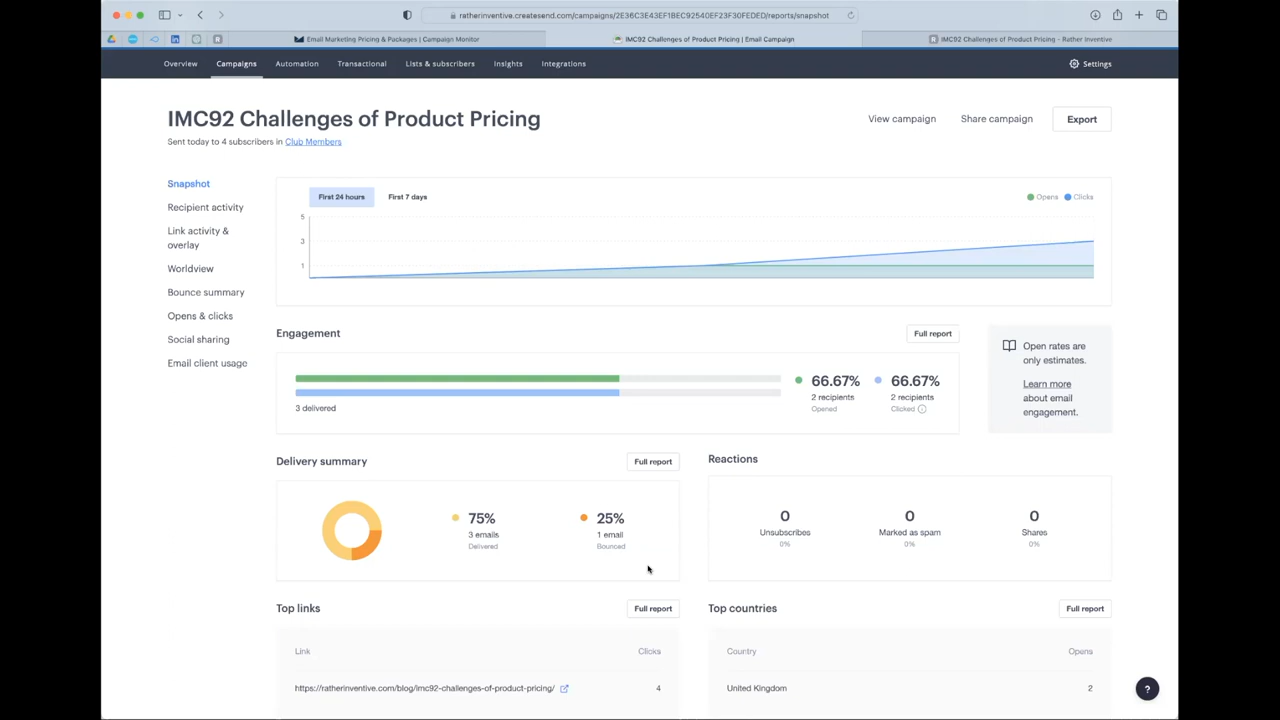 ratherinventive.createsend.com/campaigns/2E36C3E43EF1BEC92540EF23F30FEDED/reports/snapshot
Email Marketing Pricing & Packages | Campaign Monitor
IMC92 Challenges of Product Pricing | Email Campaign
IMC92 Challenges of Product Pricing - Rather Inventive
Overview
Campaigns
Automation
Transactional
Lists & subscribers
Insights
Integrations
Settings
IMC92 Challenges of Product Pricing
View campaign
Share campaign
Export
Sent today to 4 subscribers in Club Members
Snapshot
Recipient activity
Link activity &
overlay
Worldview
Bounce summary
Opens & clicks
Social sharing
Email client usage
First 24 hours
First 7 days
Opens
Clicks
5
3
1
Engagement
Full report
66.67%
2 recipients
Opened
66.67%
2 recipients
Clicked
3 delivered
Open rates are
only estimates.
Learn more
about email
engagement.
Delivery summary
Full report
75%
3 emails
Delivered
25%
1 email
Bounced
Reactions
0
Unsubscribes
0%
0
Marked as spam
0%
0
Shares
0%
Top links
Full report
Link
Clicks
https://ratherinventive.com/blog/imc92-challenges-of-product-pricing/
4
Top countries
Full report
Country
Opens
United Kingdom
2
?